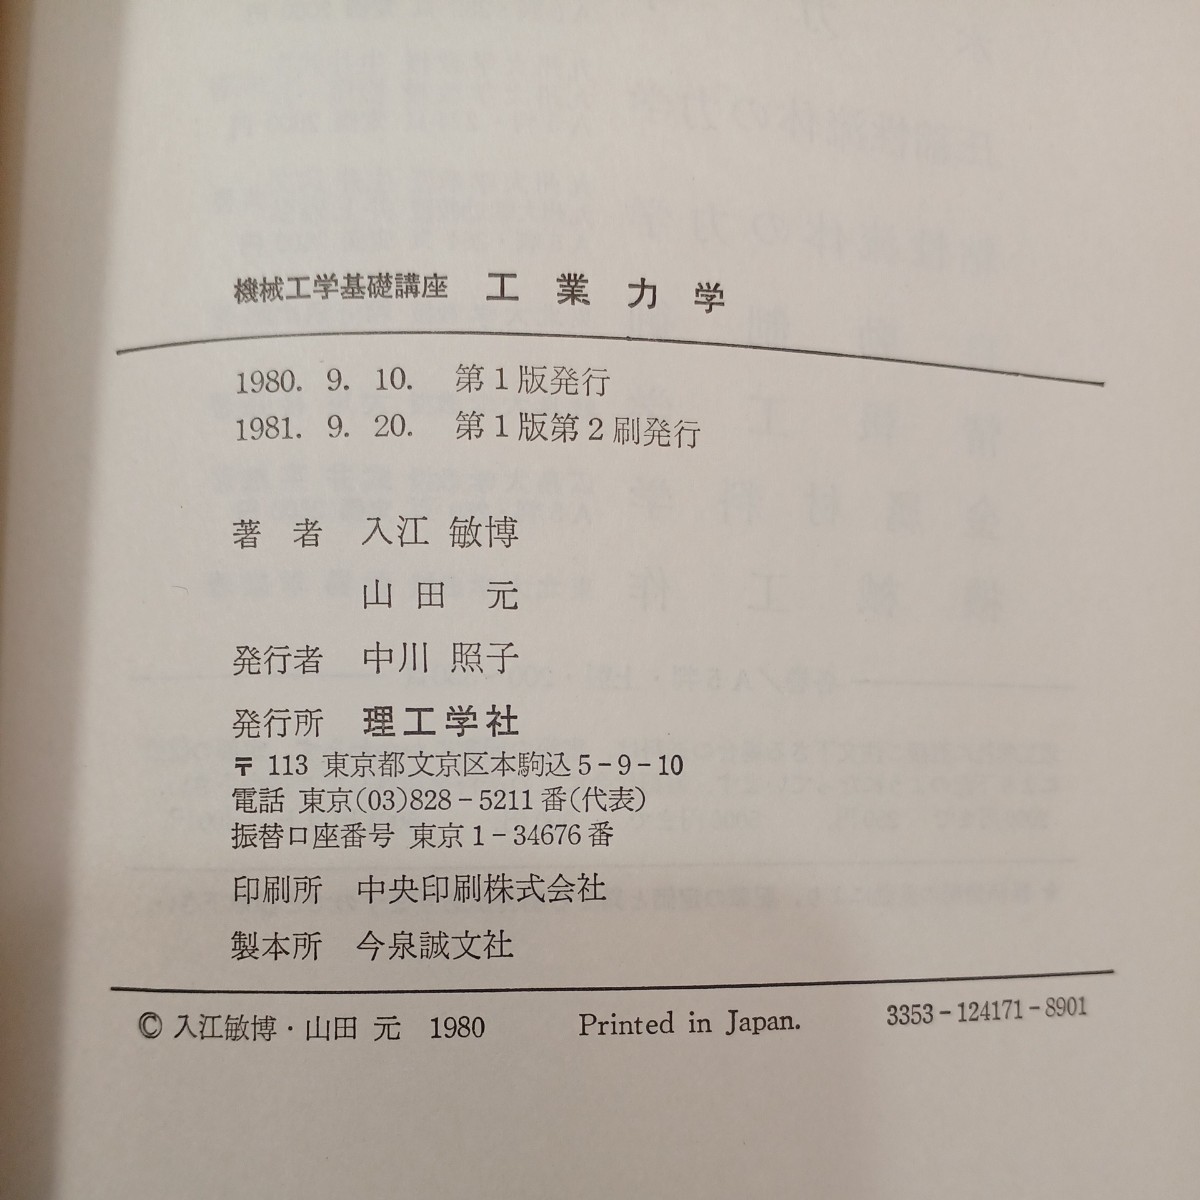 機械工学基礎講座 工業力学
1980. 9. 10. 第1版発行
1981. 9. 20. 第1版第2刷発行
著者 入江 敏博
山田 元
発行者 中川 照子
発行所 理工学社
〒 113 東京都文京区本駒込5-9-10
電話 東京(03)828-5211番(代表)
振替口座番号 東京1-34676番
印刷所 中央印刷株式会社
製本所 今泉誠文社
© 入江敏博・山田 元 1980 Printed in Japan. 3353-124171-8901